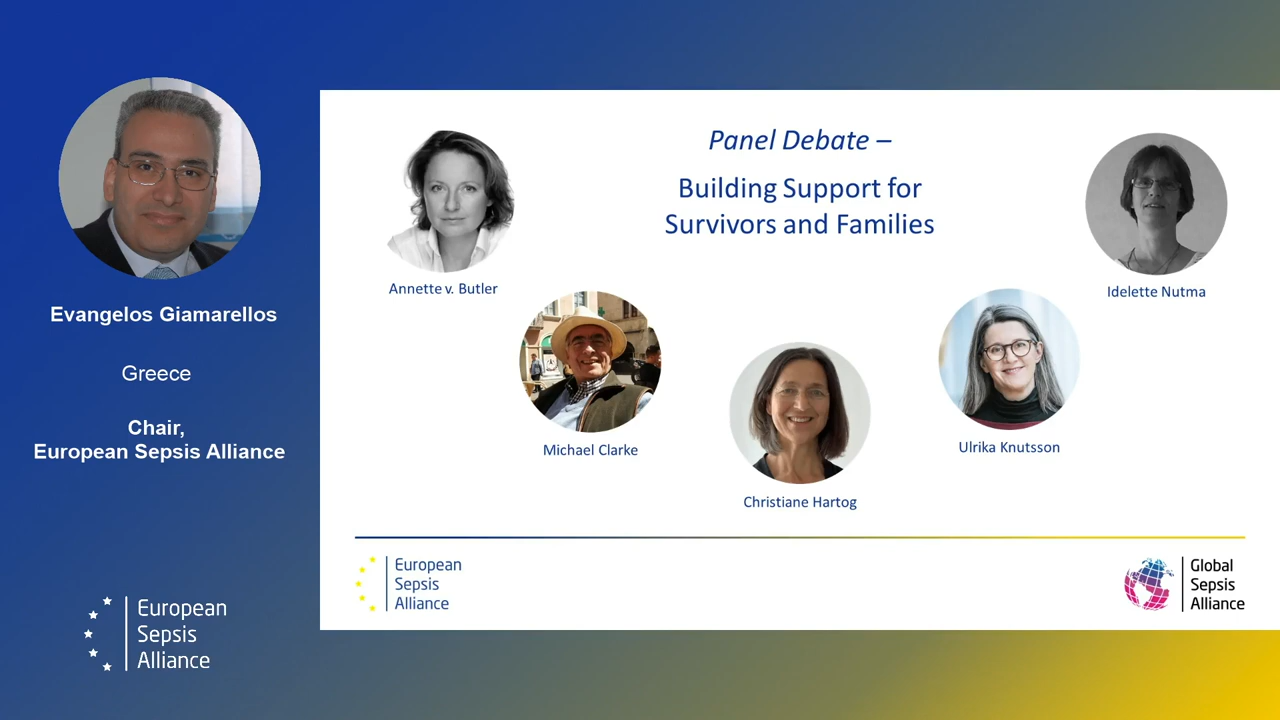 Evangelos Giamarellos
Greece
Chair,
European Sepsis Alliance
European
Sepsis
Alliance
Panel Debate –
Building Support for
Survivors and Families
Annette v. Butler
Michael Clarke
Christiane Hartog
Ulrika Knutsson
Idelette Nutma
European
Sepsis
Alliance
Global
Sepsis
Alliance